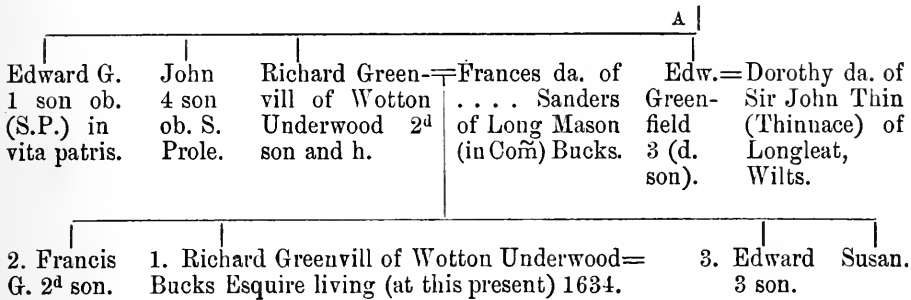 A
Edward G.
1 son ob.
(S.P.) in
vita patris.
John
4 son
ob. S.
Prole.
Richard Green-
vill of Wotton
Underwood 2d
son and h.
=Frances da. of
. . . . Sanders
of Long Mason
(in Com̃) Bucks.
Edw.
Green-
field
3 (d.
son).
=Dorothy da. of
Sir John Thin
(Thinnace) of
Longleat,
Wilts.
2. Francis
G. 2d son.
1. Richard Greenvill of Wotton Underwood=
Bucks Esquire living (at this present) 1634.
3. Edward
3 son.
Susan.